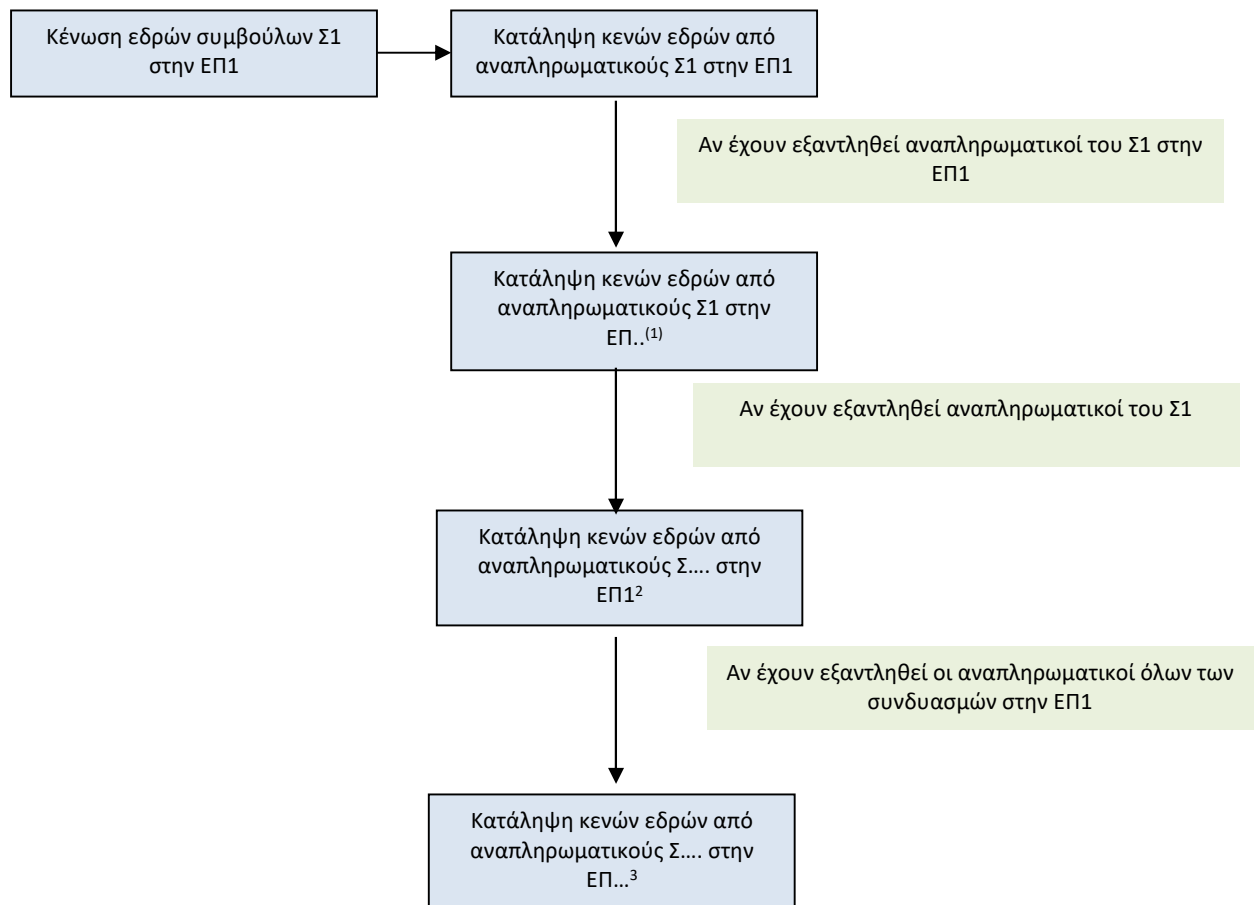 Κένωση εδρών συμβούλων Σ1
στην ΕΠ1
Κατάληψη κενών εδρών από
αναπληρωματικούς Σ1 στην ΕΠ1
Αν έχουν εξαντληθεί αναπληρωματικοί του Σ1 στην
ΕΠ1
Κατάληψη κενών εδρών από
αναπληρωματικούς Σ1 στην
ΕΠ..(1)
Αν έχουν εξαντληθεί αναπληρωματικοί του Σ1
Κατάληψη κενών εδρών από
αναπληρωματικούς Σ.... στην
ΕΠ1²
Αν έχουν εξαντληθεί οι αναπληρωματικοί όλων των
συνδυασμών στην ΕΠ1
Κατάληψη κενών εδρών από
αναπληρωματικούς Σ.... στην
ΕΠ...³